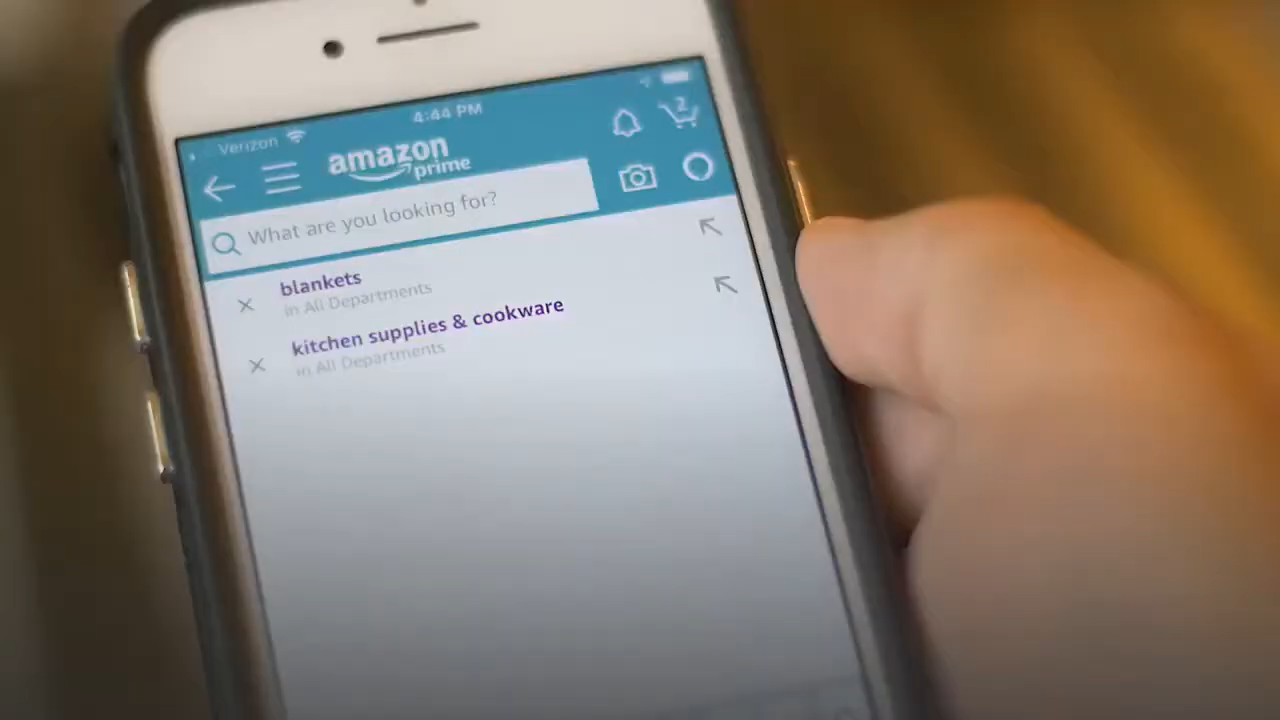 Verizon
4:44 PM
2
amazon
prime
What are you looking for?
blankets
in All Departments
kitchen supplies & cookware
in All Departments